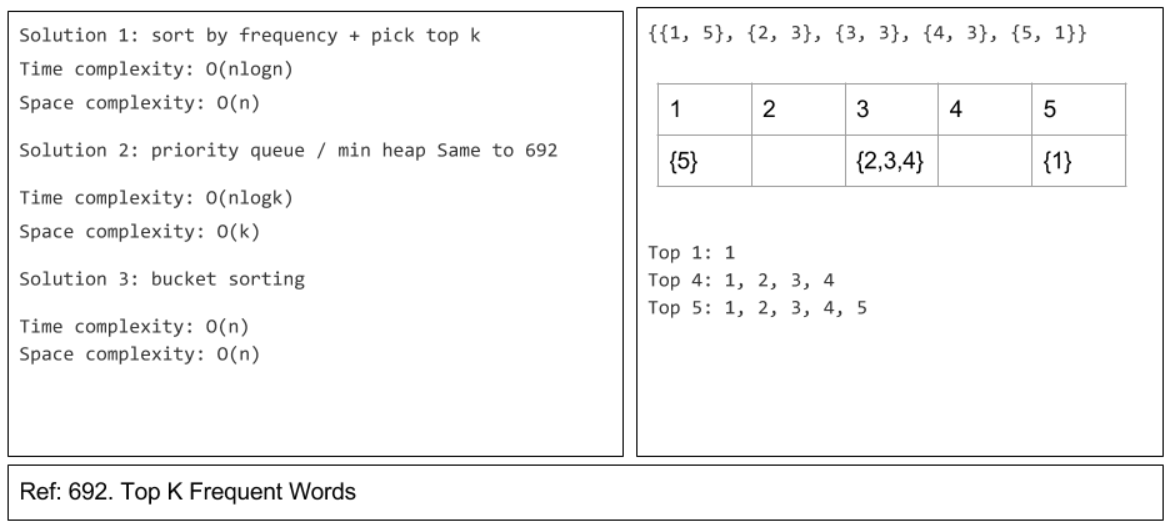 Solution 1: sort by frequency + pick top k
Time complexity: O(nlogn)
Space complexity: O(n)
Solution 2: priority queue / min heap Same to 692
Time complexity: O(nlogk)
Space complexity: O(k)
Solution 3: bucket sorting
Time complexity: O(n)
Space complexity: O(n)
{{1, 5}, {2, 3}, {3, 3}, {4, 3}, {5, 1}}
1 2 3 4 5
{5} {2,3,4} {1}
Top 1: 1
Top 4: 1, 2, 3, 4
Top 5: 1, 2, 3, 4, 5
Ref: 692. Top K Frequent Words